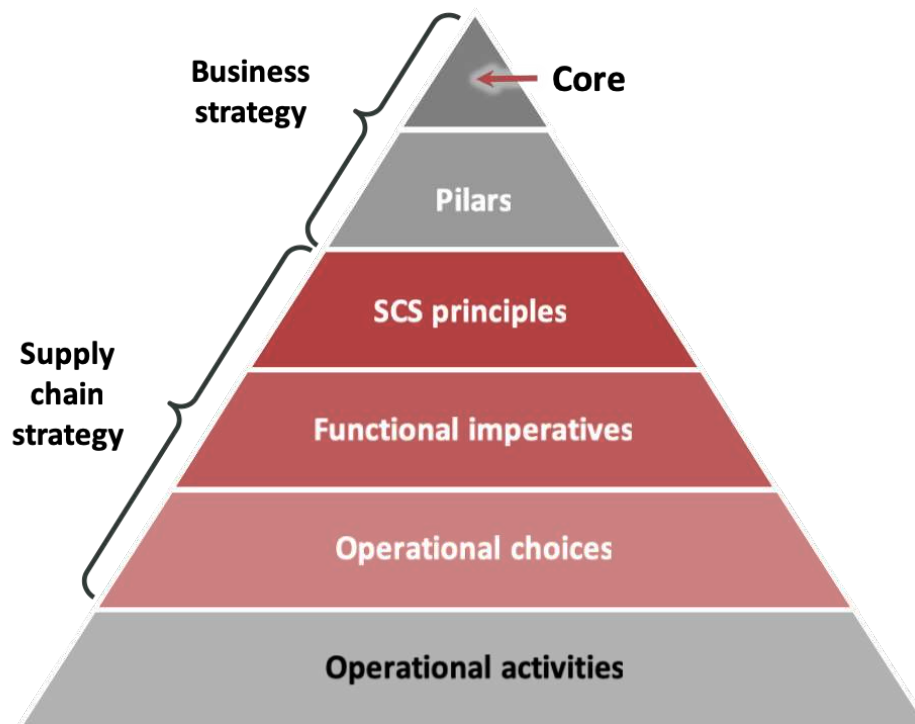 Business
strategy
Core
Pilars
SCS principles
Supply
chain
strategy
Functional imperatives
Operational choices
Operational activities